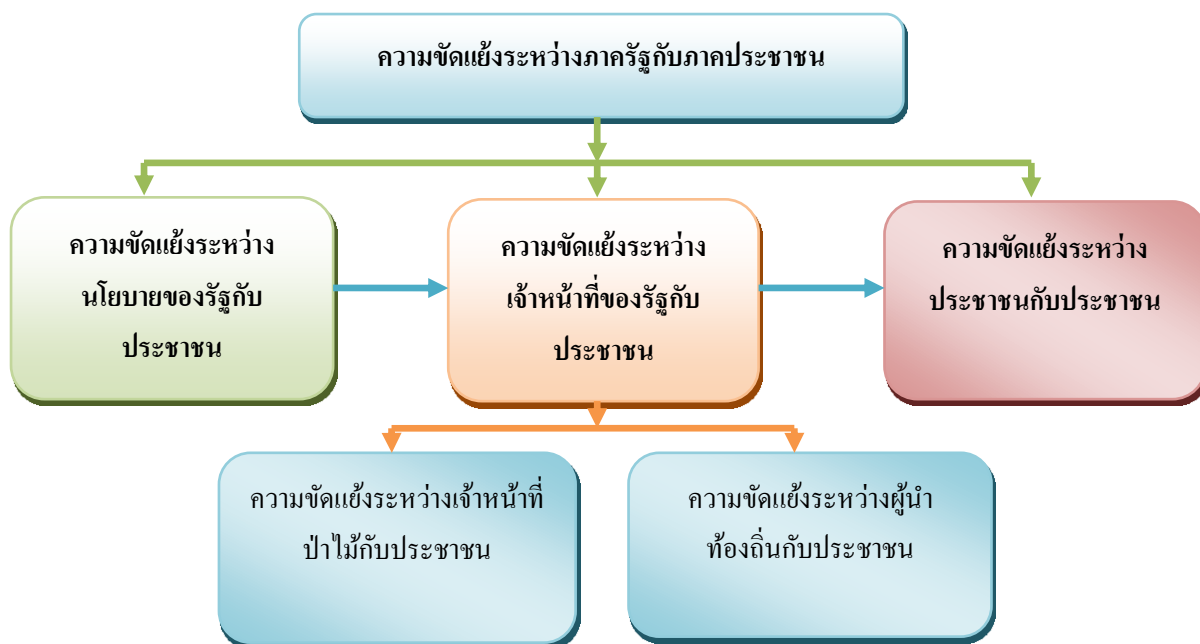 ความขัดแย้งระหว่างภาครัฐกับภาคประชาชน
ความขัดแย้งระหว่าง
นโยบายของรัฐกับ
ประชาชน
ความขัดแย้งระหว่าง
เจ้าหน้าที่ของรัฐกับ
ประชาชน
ความขัดแย้งระหว่าง
ประชาชนกับประชาชน
ความขัดแย้งระหว่างเจ้าหน้าที่
ป่าไม้กับประชาชน
ความขัดแย้งระหว่างผู้นำ
ท้องถิ่นกับประชาชน